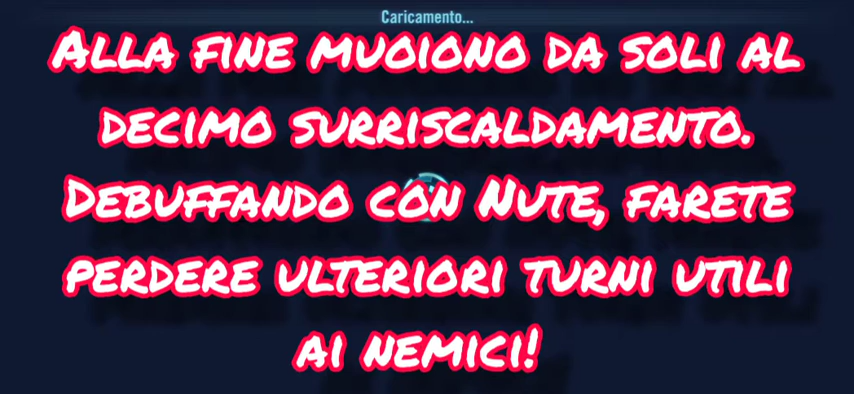 Caricamento...
Alla fine muoiono da soli al
decimo surriscaldamento.
Debuffando con Nute, farete
perdere ulteriori turni utili
ai nemici!